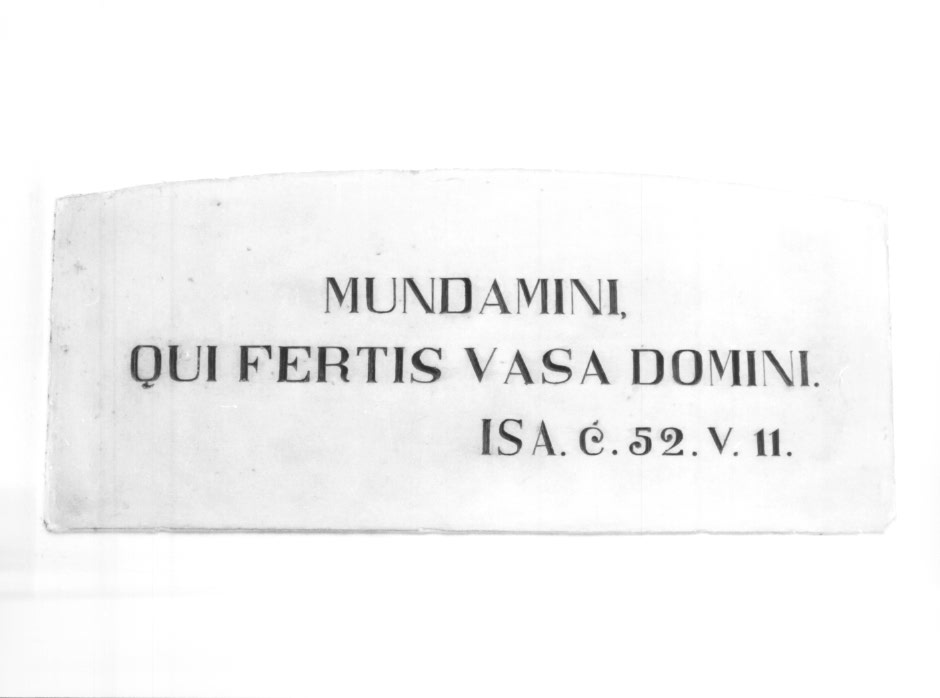 MUNDAMINI,
QUI FERTIS VASA DOMINI.
ISA. Ć. 52. V. 11.